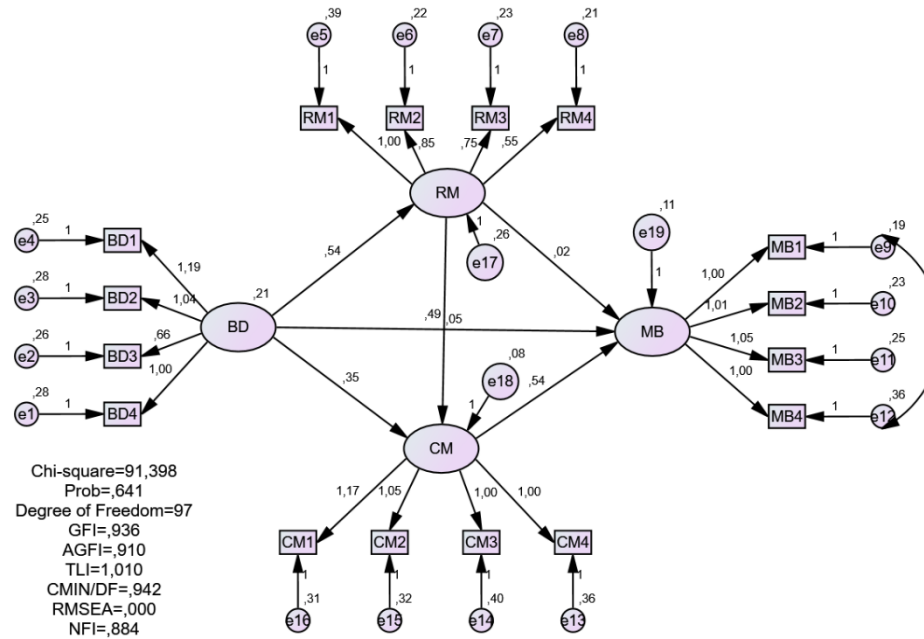 ,39 ,22 ,23 ,21
e5 e6 e7 e8
1 1 1 1
RM1 RM2 RM3 RM4
1,00 ,85 ,75 ,55
RM
,11
e19
1
1 ,26
e17
,25
e4 1 BD1
,28
e3 1 BD2
,26
e2 1 BD3
,28
e1 1 BD4
1,19
1,04
,66
1,00
,21
BD
,54
,02
,49 ,05
,35
,54
MB
1,00
1,01
1,05
1,00
MB1 1 e9 ,19
MB2 1 e10 ,23
MB3 1 e11 ,25
MB4 1 e12 ,36
,08
e18
1
CM
1,17 1,05 1,00 1,00
CM1 CM2 CM3 CM4
1 1 1 1
,31 ,32 ,40 ,36
e16 e15 e14 e13
Chi-square=91,398
Prob=,641
Degree of Freedom=97
GFI=,936
AGFI=,910
TLI=1,010
CMIN/DF=,942
RMSEA=,000
NFI=,884